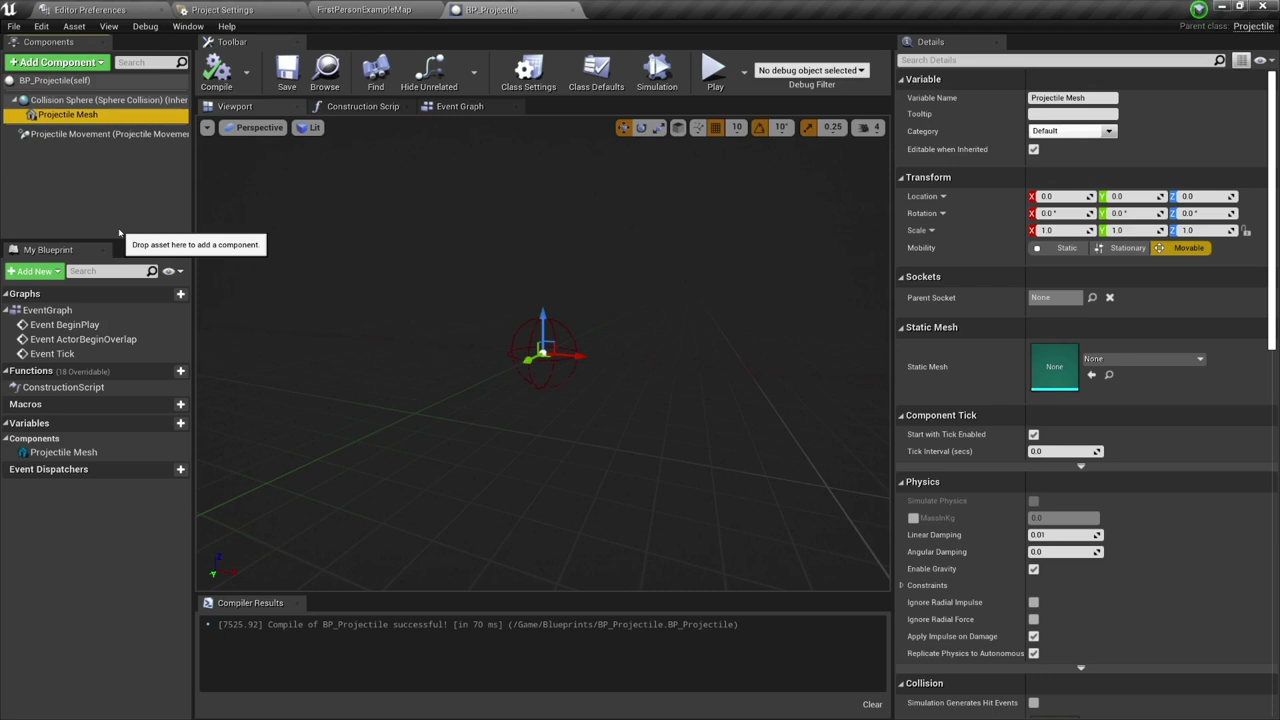 Editor Preferences
Project Settings
FirstPersonExampleMap
BP_Projectile
File Edit Asset View Debug Window Help
Parent class: Projectile
Components
+ Add Component
Search
BP_Projectile(self)
Collision Sphere (Sphere Collision) (Inher
Projectile Mesh
Projectile Movement (Projectile Movemer
Drop asset here to add a component.
My Blueprint
+ Add New
Search
Graphs
EventGraph
Event BeginPlay
Event ActorBeginOverlap
Event Tick
Functions (18 Overridable)
ConstructionScript
Macros
Variables
Components
Projectile Mesh
Event Dispatchers
Toolbar
Compile
Save
Browse
Find
Hide Unrelated
Class Settings
Class Defaults
Simulation
Play
No debug object selected
Debug Filter
Viewport
Construction Scrip
Event Graph
Perspective
Lit
10
10°
0.25
4
Z
Y
Compiler Results
[7525.92] Compile of BP_Projectile successful! [in 70 ms] (/Game/Blueprints/BP_Projectile.BP_Projectile)
Clear
Details
Search Details
Variable
Variable Name Projectile Mesh
Tooltip
Category Default
Editable when Inherited
Transform
Location X 0.0 Y 0.0 Z 0.0
Rotation X 0.0 ° Y 0.0 ° Z 0.0 °
Scale X 1.0 Y 1.0 Z 1.0
Mobility Static Stationary Movable
Sockets
Parent Socket None
Static Mesh
Static Mesh None None
Component Tick
Start with Tick Enabled
Tick Interval (secs) 0.0
Physics
Simulate Physics
MassInKg 0.0
Linear Damping 0.01
Angular Damping 0.0
Enable Gravity
Constraints
Ignore Radial Impulse
Ignore Radial Force
Apply Impulse on Damage
Replicate Physics to Autonomous
Collision
Simulation Generates Hit Events